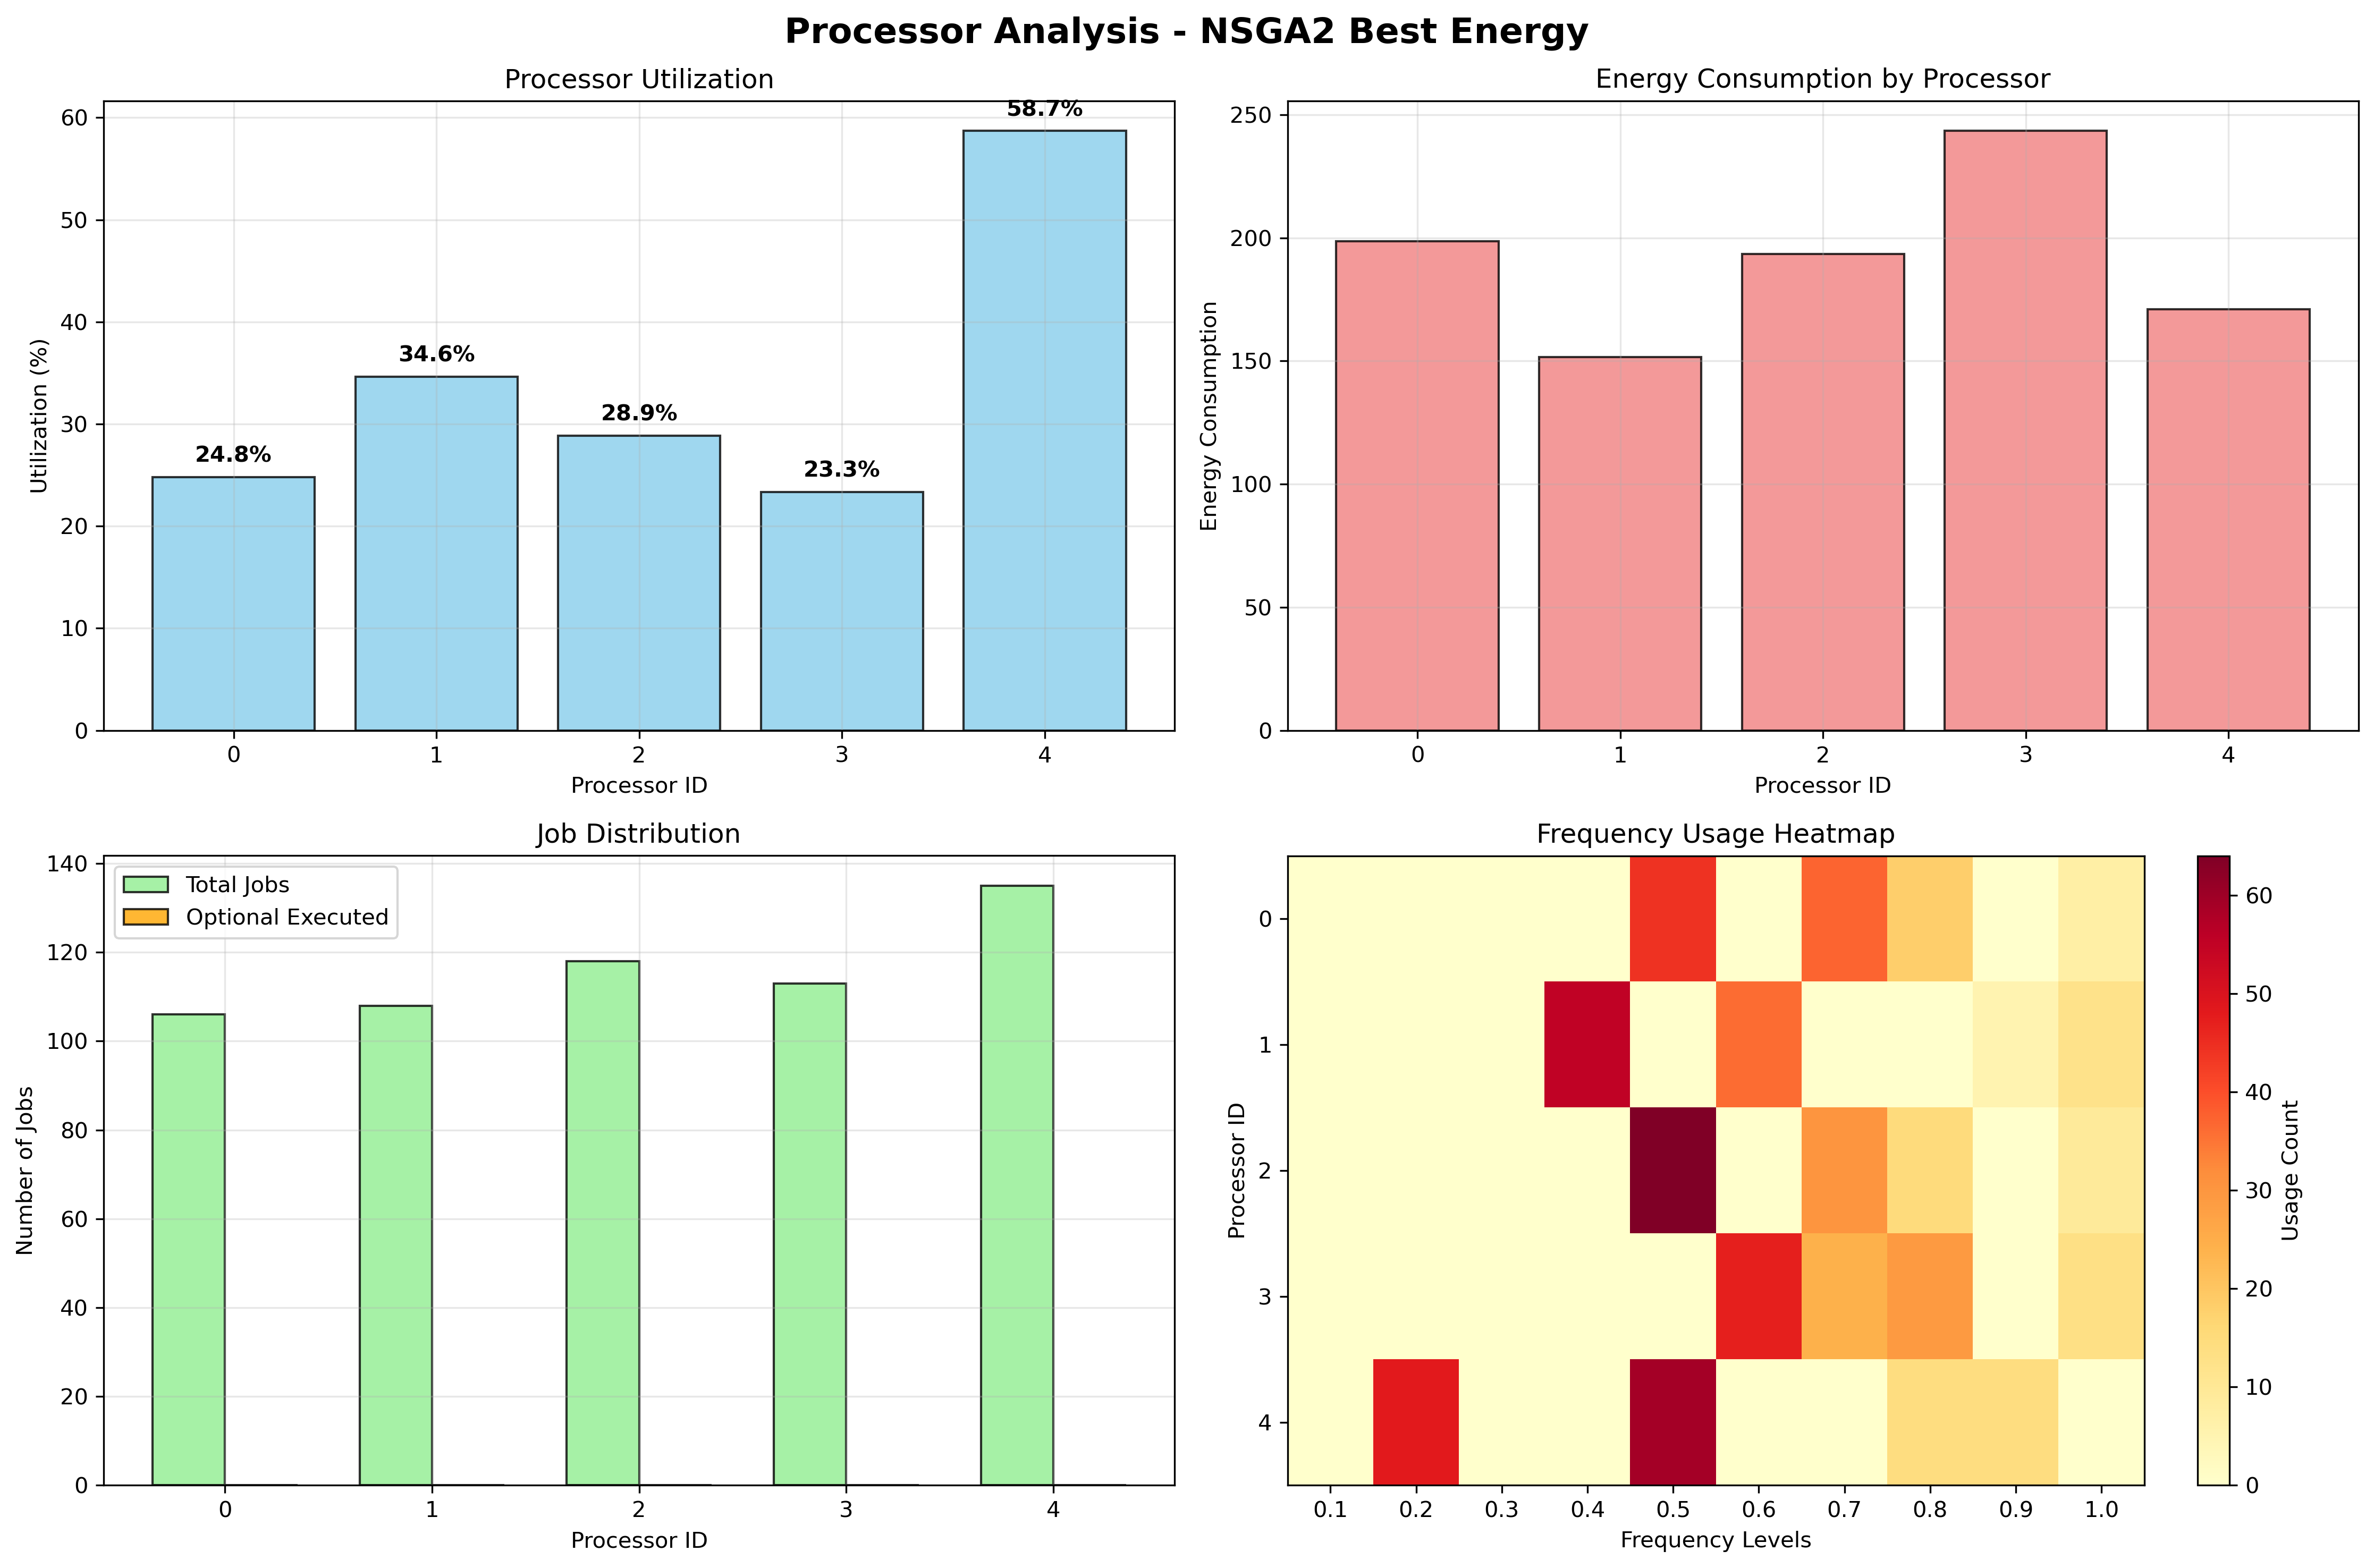 Processor Analysis - NSGA2 Best Energy
Processor Utilization
Utilization (%)
60
50
40
30
20
10
0
24.8%
34.6%
28.9%
23.3%
58.7%
0 1 2 3 4
Processor ID
Energy Consumption by Processor
Energy Consumption
250
200
150
100
50
0
0 1 2 3 4
Processor ID
Job Distribution
Number of Jobs
140
120
100
80
60
40
20
0
Total Jobs
Optional Executed
0 1 2 3 4
Processor ID
Frequency Usage Heatmap
Processor ID
0
1
2
3
4
0.1 0.2 0.3 0.4 0.5 0.6 0.7 0.8 0.9 1.0
Frequency Levels
60
50
40
30
20
10
0
Usage Count